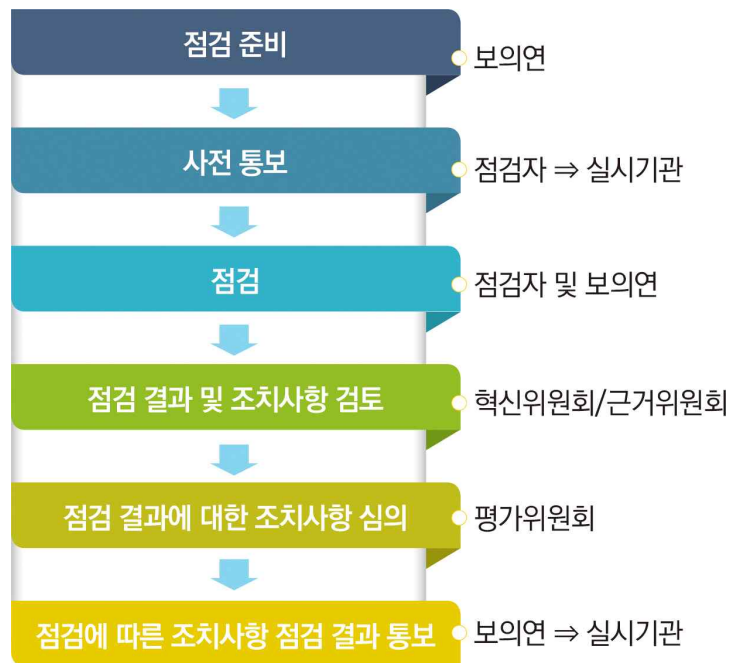 점검 준비
보의연
사전 통보
점검자 ⇒ 실시기관
점검
점검자 및 보의연
점검 결과 및 조치사항 검토
혁신위원회/근거위원회
점검 결과에 대한 조치사항 심의
평가위원회
점검에 따른 조치사항 점검 결과 통보
보의연 ⇒ 실시기관